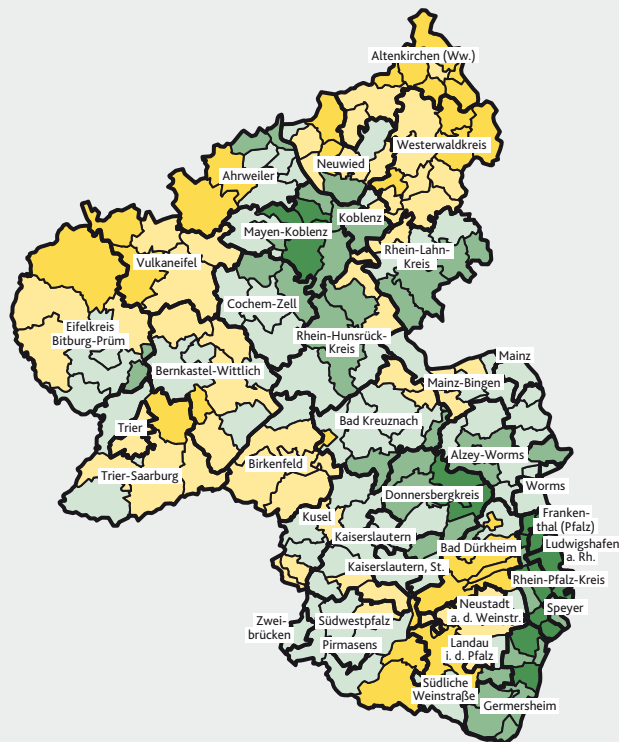 Altenkirchen (Ww.)
Westerwaldkreis
Neuwied
Ahrweiler
Koblenz
Mayen-Koblenz
Rhein-Lahn-
Kreis
Vulkaneifel
Cochem-Zell
Eifelkreis
Bitburg-Prüm
Rhein-Hunsrück-
Kreis
Bernkastel-Wittlich
Mainz
Mainz-Bingen
Trier
Bad Kreuznach
Alzey-Worms
Birkenfeld
Trier-Saarburg
Worms
Donnersbergkreis
Kusel
Franken-
thal (Pfalz)
Kaiserslautern
Bad Dürkheim
Ludwigshafen
a. Rh.
Kaiserslautern, St.
Rhein-Pfalz-Kreis
Neustadt
a. d. Weinstr.
Speyer
Zwei-
brücken
Südwestpfalz
Pirmasens
Landau
i. d. Pfalz
Südliche
Weinstraße
Germersheim